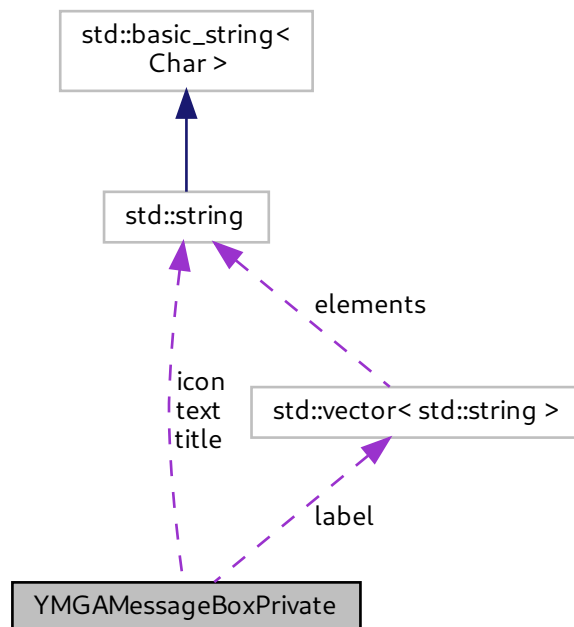 std::basic_string<
Char >
std::string
elements
icon
text
title
std::vector< std::string >
label
YMGAMessageBoxPrivate